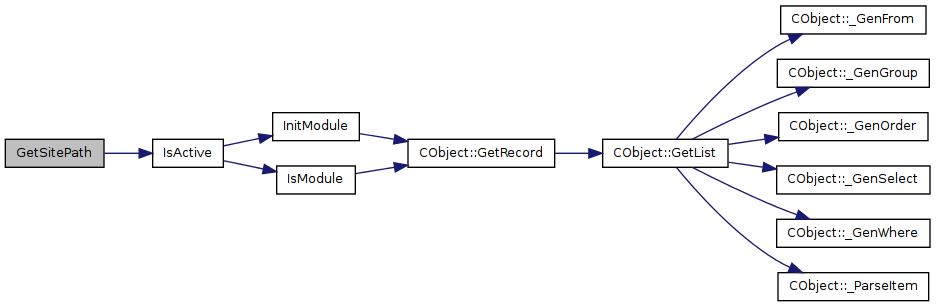 GetSitePath
IsActive
InitModule
IsModule
CObject::GetRecord
CObject::GetList
CObject::_GenFrom
CObject::_GenGroup
CObject::_GenOrder
CObject::_GenSelect
CObject::_GenWhere
CObject::_ParseItem